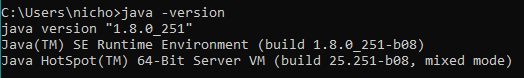 C:\Users\nicho>java -version
java version "1.8.0_251"
Java(TM) SE Runtime Environment (build 1.8.0_251-b08)
Java HotSpot(TM) 64-Bit Server VM (build 25.251-b08, mixed mode)